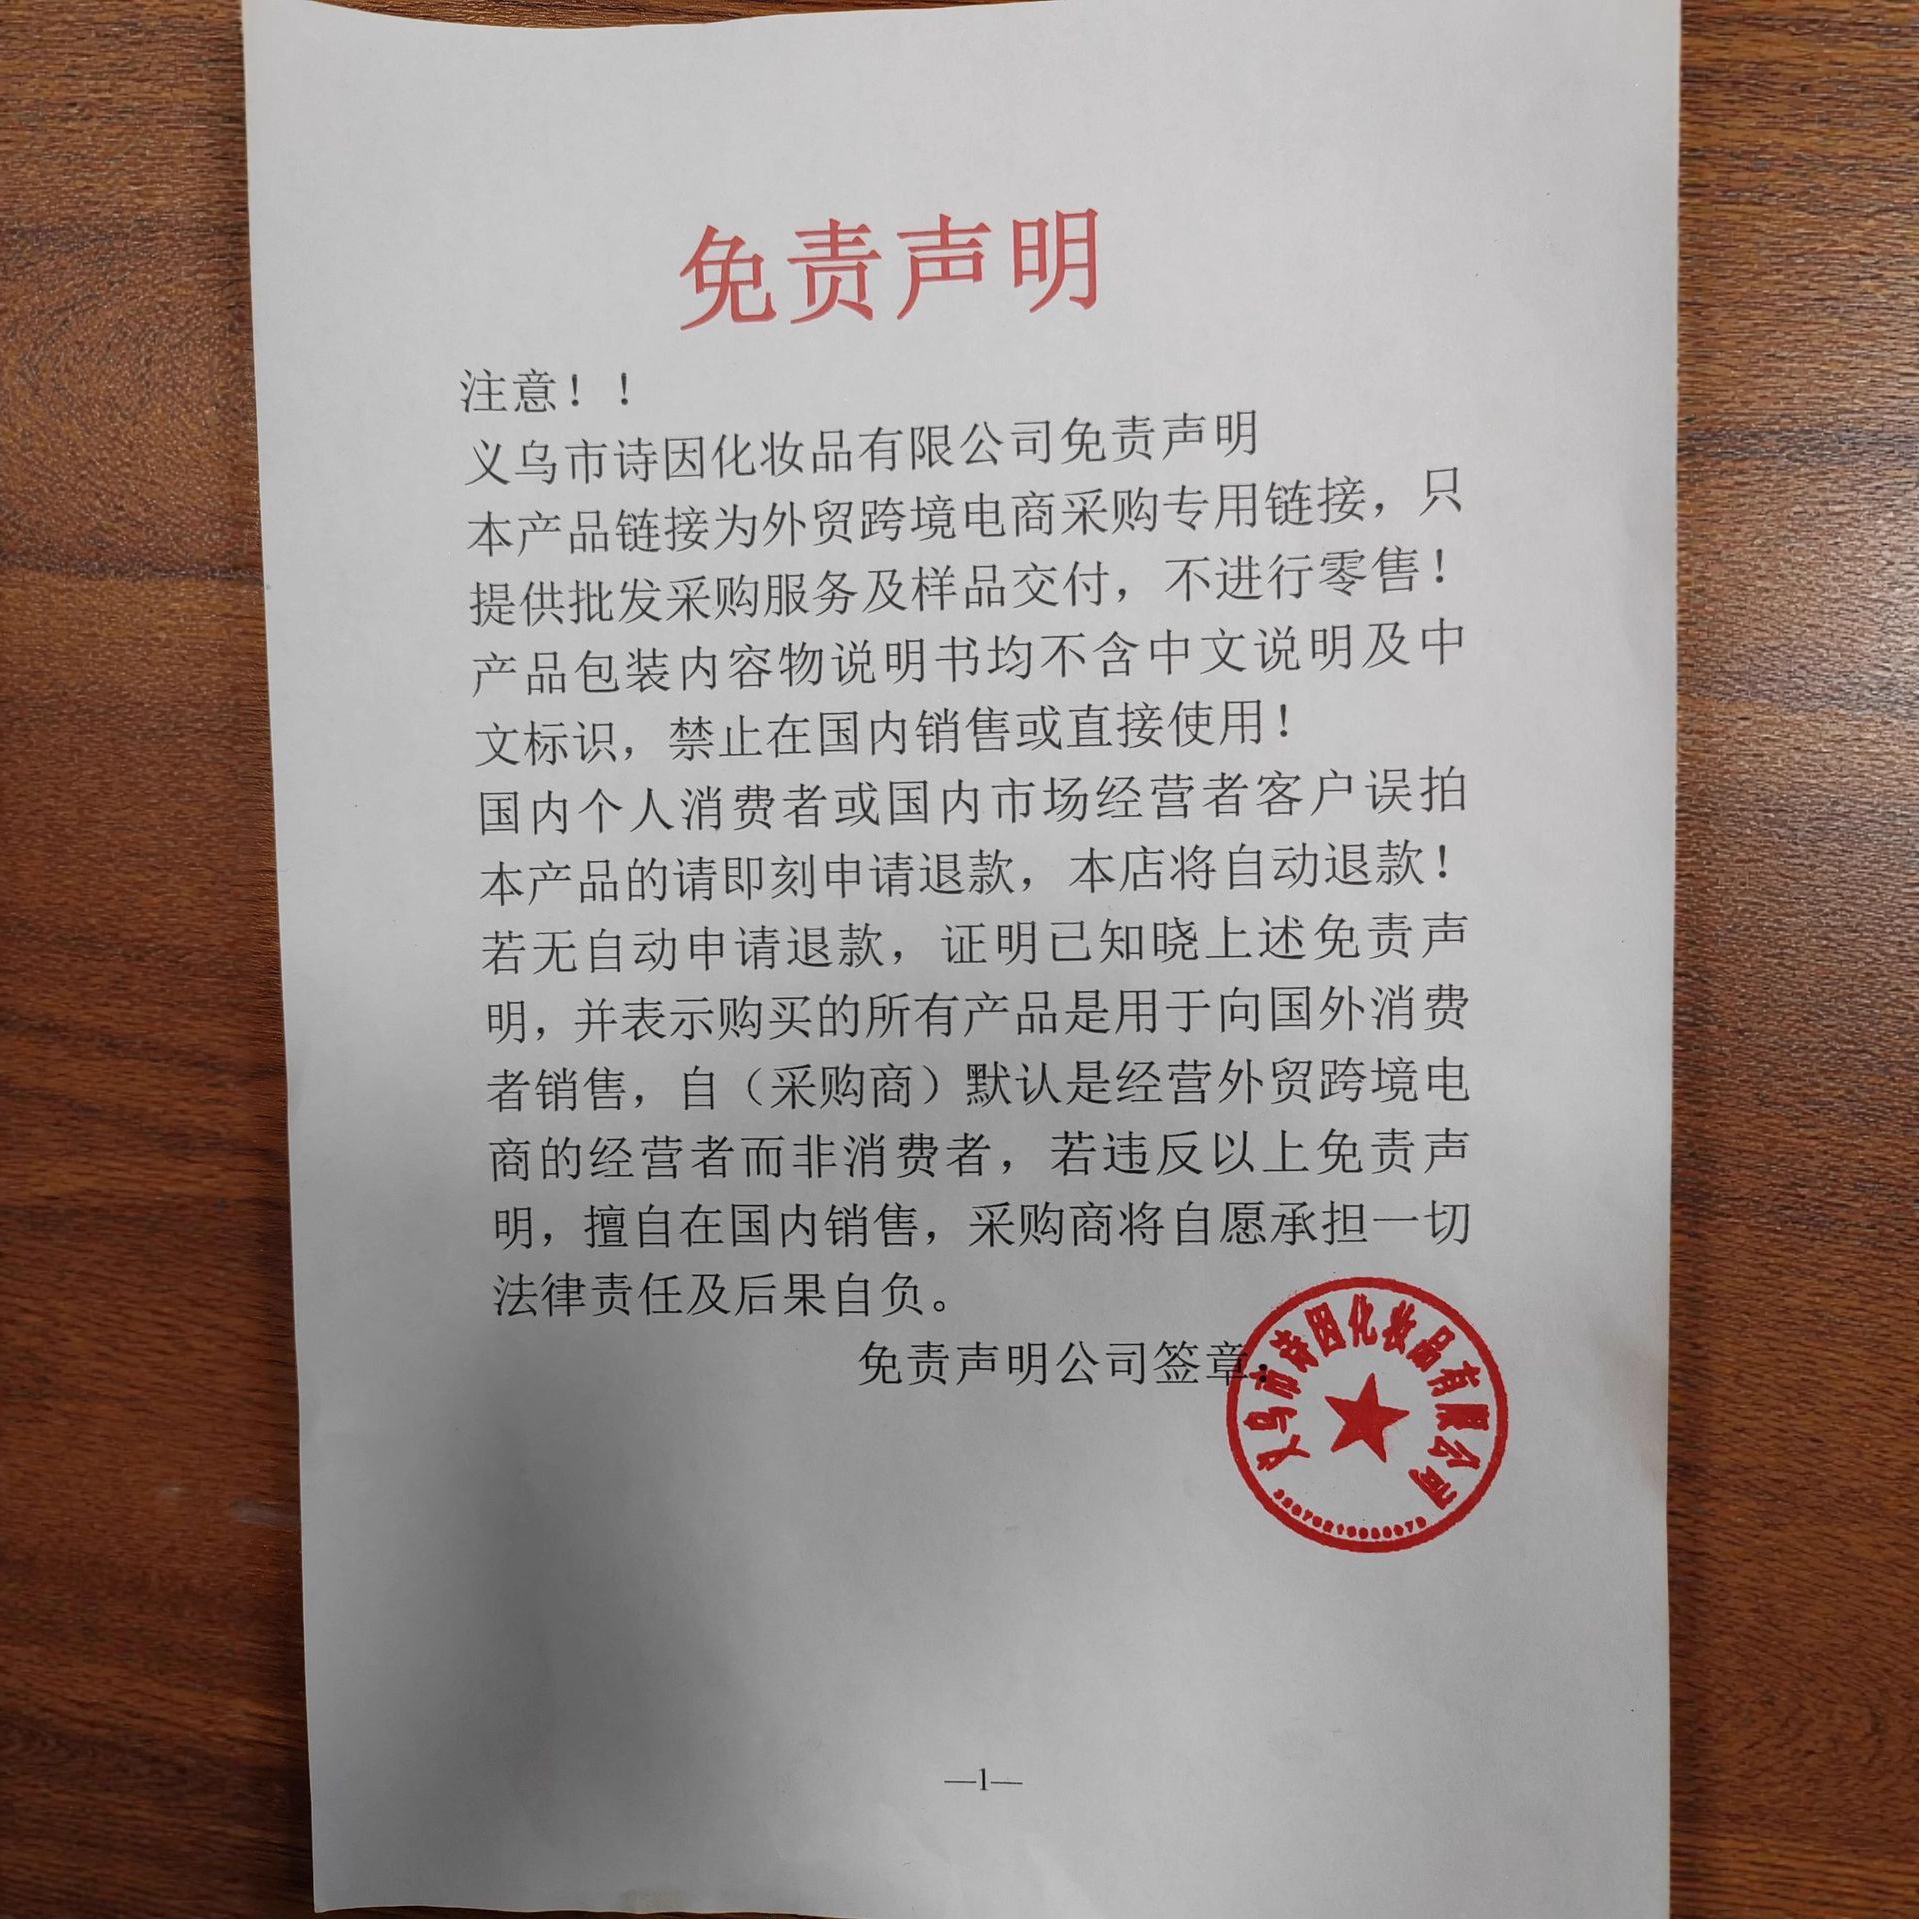 免责声明
注意！！
义乌市诗因化妆品有限公司免责声明
本产品链接为外贸跨境电商采购专用链接，只
提供批发采购服务及样品交付，不进行零售！
产品包装内容物说明书均不含中文说明及中
文标识，禁止在国内销售或直接使用！
国内个人消费者或国内市场经营者客户误拍
本产品的请即刻申请退款，本店将自动退款！
若无自动申请退款，证明已知晓上述免责声
明，并表示购买的所有产品是用于向国外消费
者销售，自（采购商）默认是经营外贸跨境电
商的经营者而非消费者，若违反以上免责声
明，擅自在国内销售，采购商将自愿承担一切
法律责任及后果自负。
免责声明公司签章：
义乌市诗因化妆品有限公司
—1—